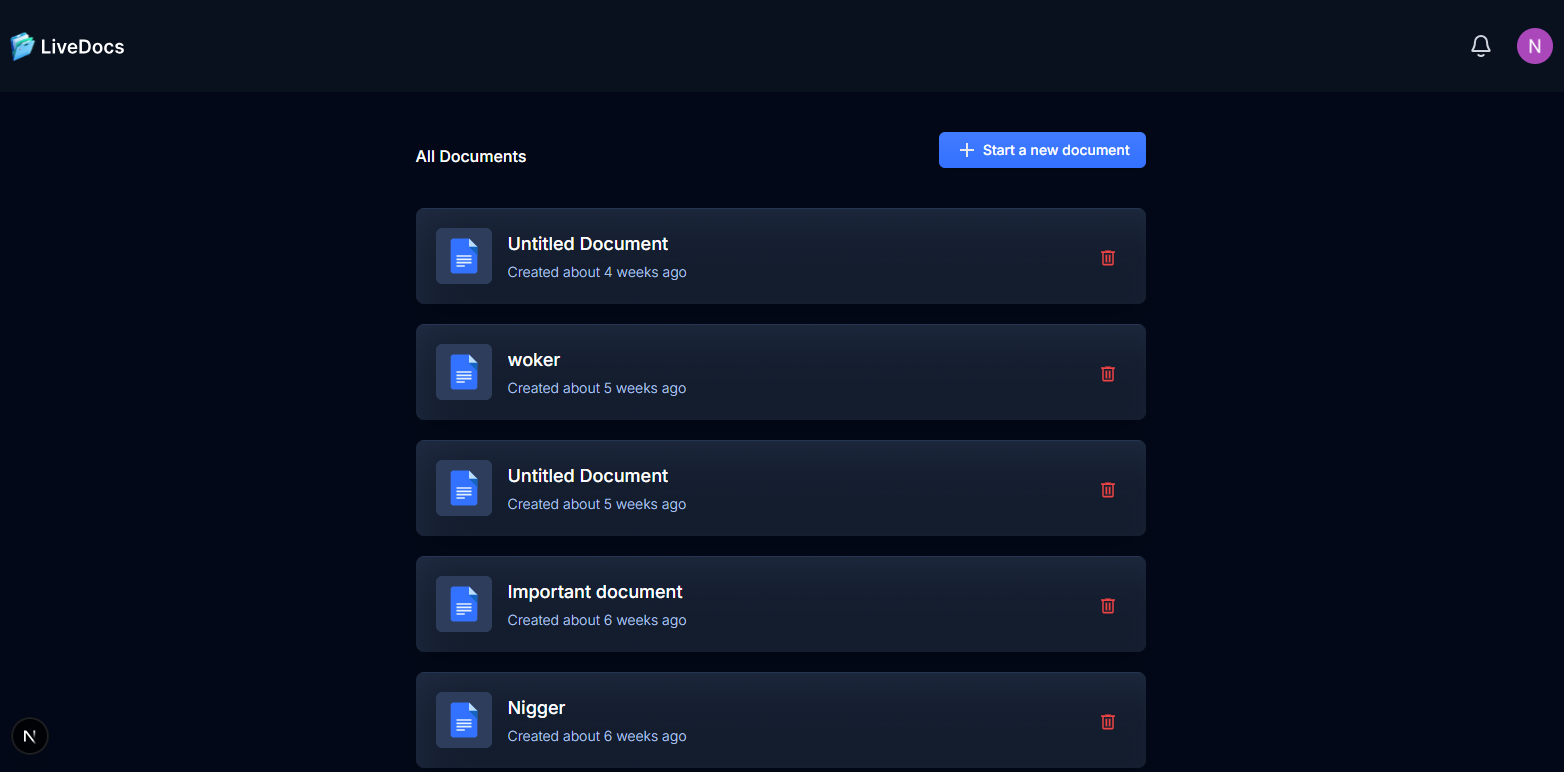 LiveDocs
N
All Documents
Start a new document
Untitled Document
Created about 4 weeks ago
woker
Created about 5 weeks ago
Untitled Document
Created about 5 weeks ago
Important document
Created about 6 weeks ago
Nigger
Created about 6 weeks ago
N